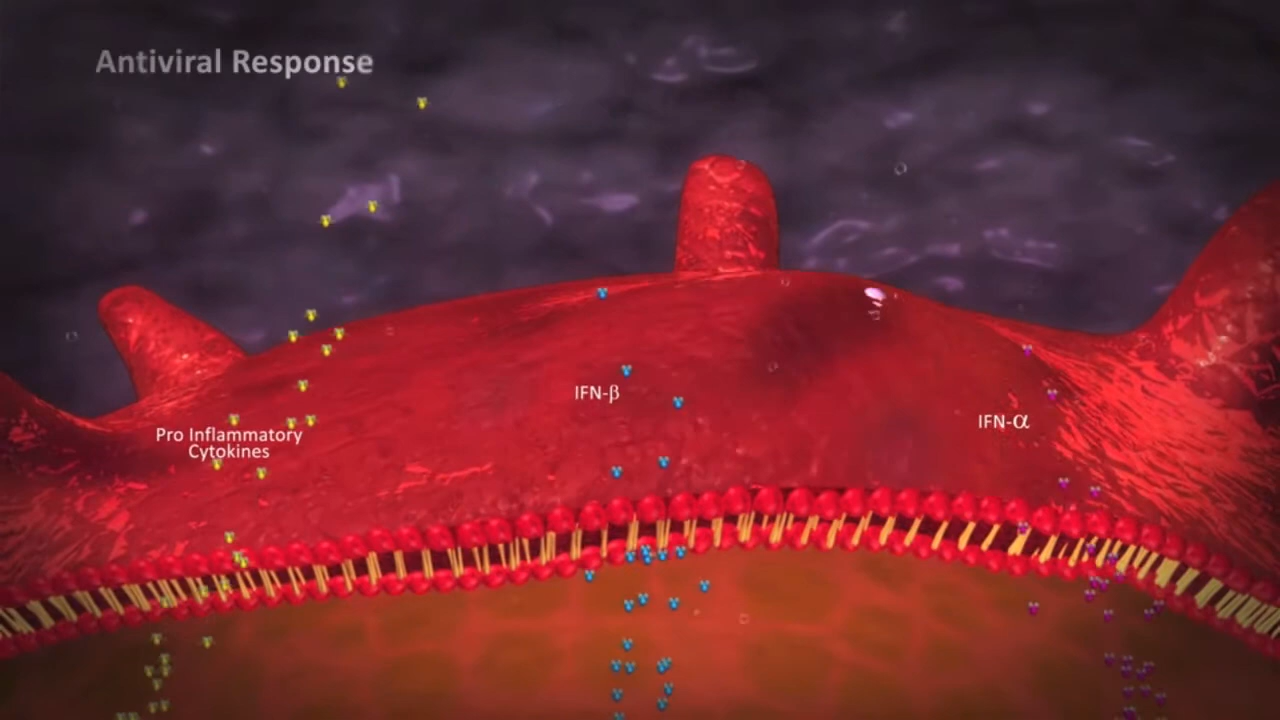 Antiviral Response
IFN-β
IFN-α
Pro Inflammatory
Cytokines